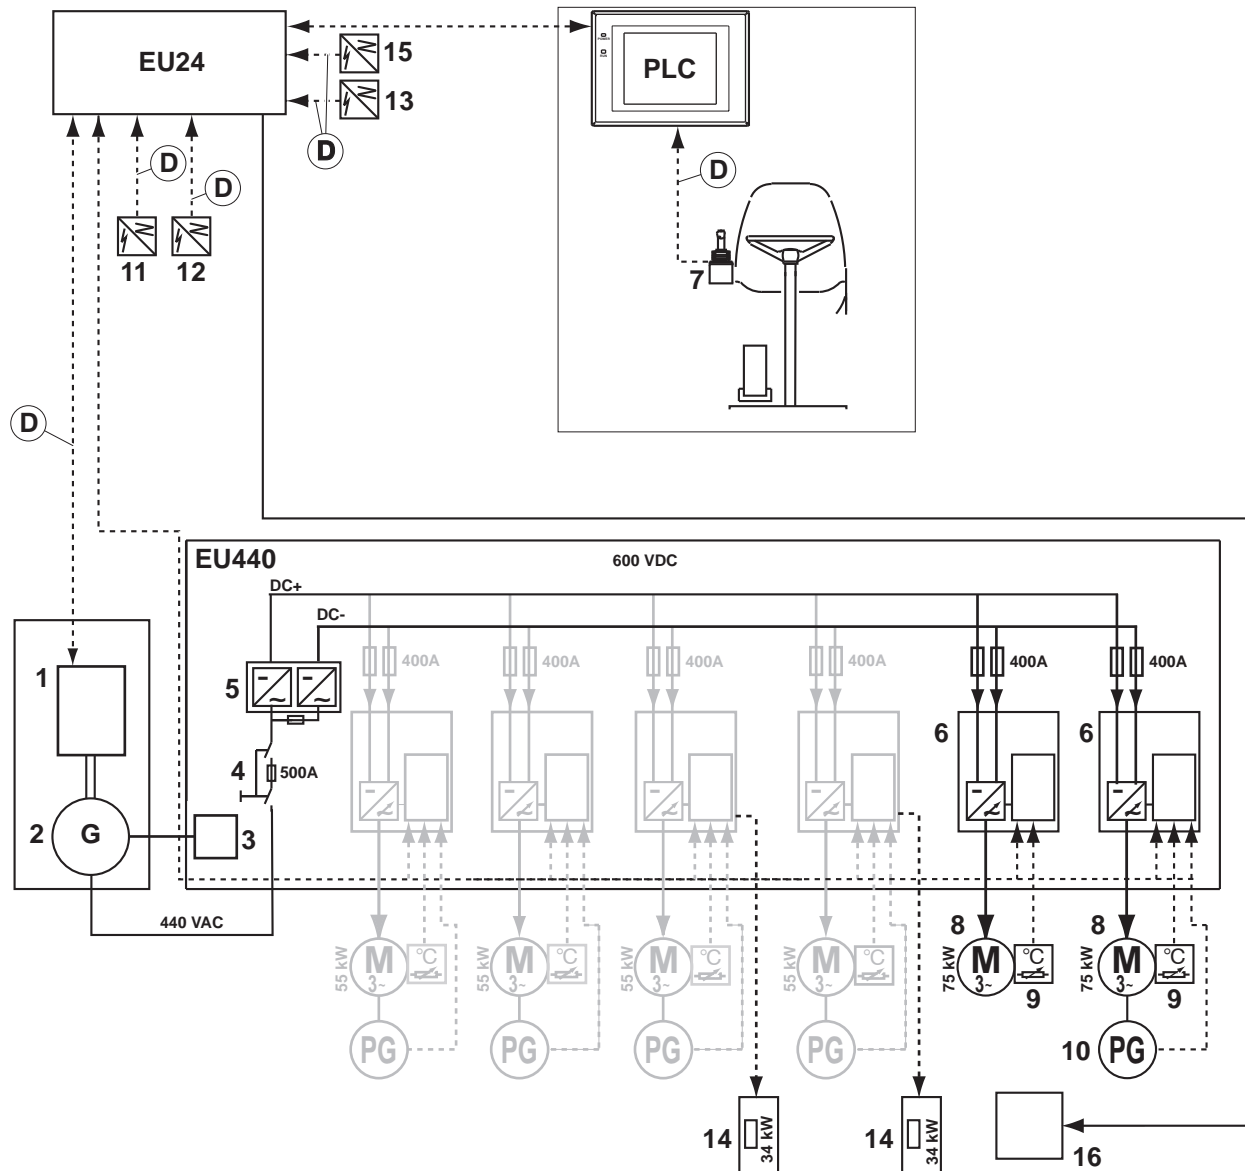 EU24
15
13
PLC
D
D
D
D
11
12
7
D
EU440
600 VDC
DC+
DC-
400A
400A
400A
400A
400A
400A
1
5
6
6
4
500A
2
G
3
440 VAC
8
8
55 kW
M
3~
°C
55 kW
M
3~
°C
55 kW
M
3~
°C
55 kW
M
3~
°C
75 kW
M
3~
°C
75 kW
M
3~
°C
9
9
PG
PG
PG
PG
10
PG
14
34 kW
14
34 kW
16